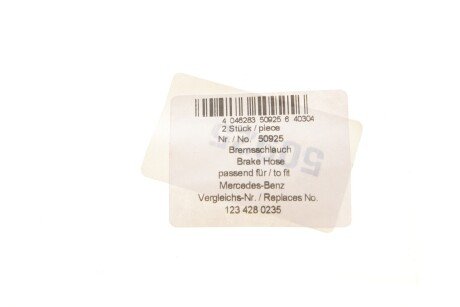 4 046283 50925 6 40304
2 Stück / piece
Nr. / No. 50925
Bremsschlauch
Brake Hose
passend für / to fit
Mercedes-Benz
Vergleichs-Nr. / Replaces No.
123 428 0235